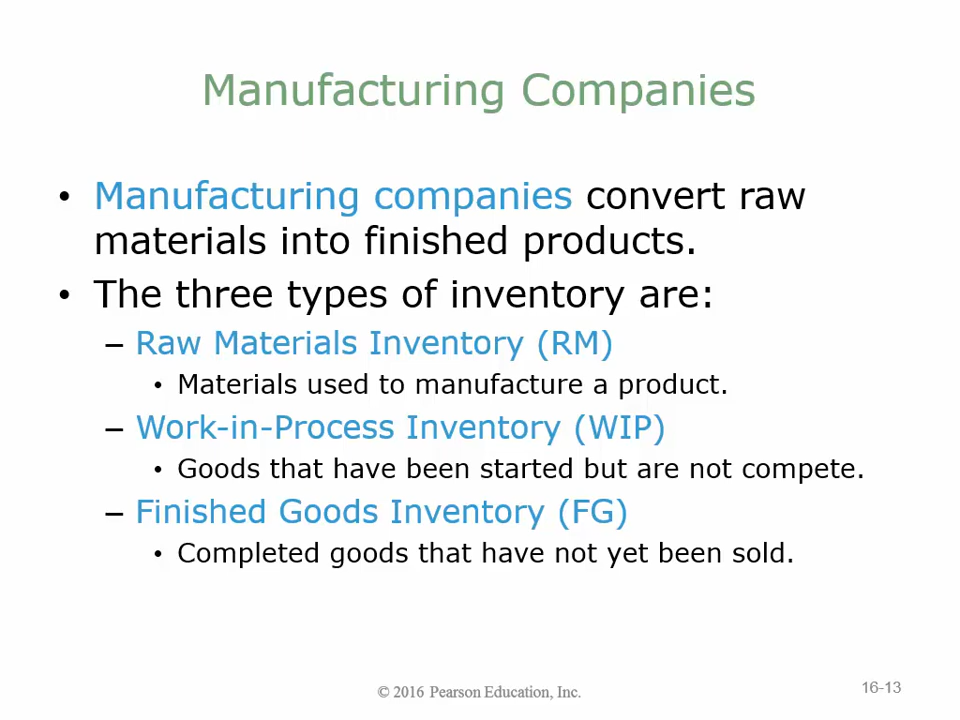 Manufacturing Companies
• Manufacturing companies convert raw
materials into finished products.
• The three types of inventory are:
– Raw Materials Inventory (RM)
• Materials used to manufacture a product.
– Work-in-Process Inventory (WIP)
• Goods that have been started but are not compete.
– Finished Goods Inventory (FG)
• Completed goods that have not yet been sold.
© 2016 Pearson Education, Inc.
16-13